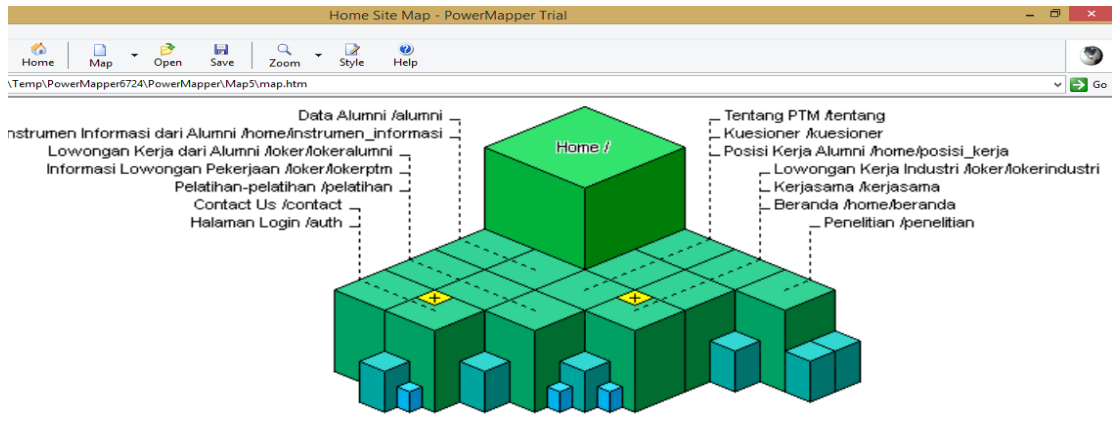 Home Site Map - PowerMapper Trial
Home Map Open Save Zoom Style Help
\Temp\PowerMapper6724\PowerMapper\Map5\map.htm Go
Data Alumni /alumni
nstrumen Informasi dari Alumni /home/instrumen_informasi
Lowongan Kerja dari Alumni /loker/lokeralumni
Informasi Lowongan Pekerjaan /loker/lokerptm
Pelatihan-pelatihan /pelatihan
Contact Us /contact
Halaman Login /auth
Home /
Tentang PTM /tentang
Kuesioner /kuesioner
Posisi Kerja Alumni /home/posisi_kerja
Lowongan Kerja Industri /loker/lokerindustri
Kerjasama /kerjasama
Beranda /home/beranda
Penelitian /penelitian